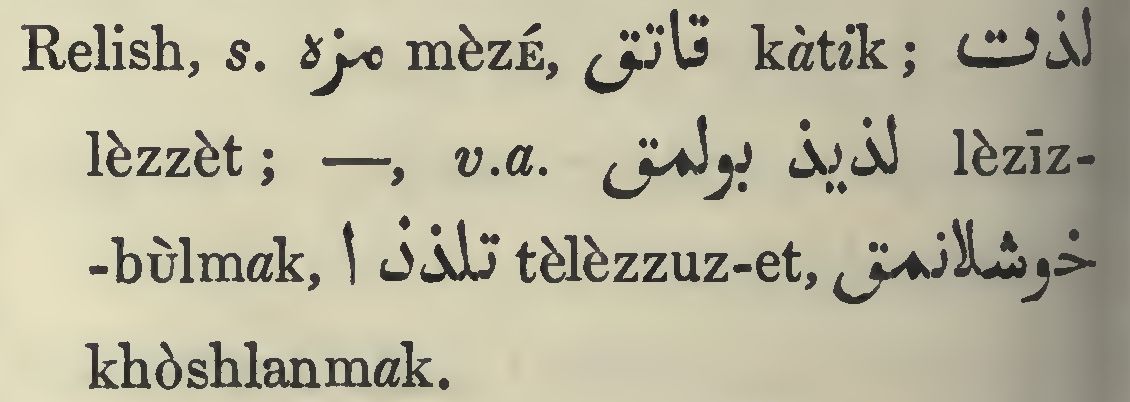 Relish, s. مزه mèzÉ, قاتق kàtik; لذت
lèzzèt; —, v.a. لذيذ بولمق lèzīz-
-bùlmak, تلذذ ا tèlèzzuz-et, خوشلانمق
khòshlanmak.